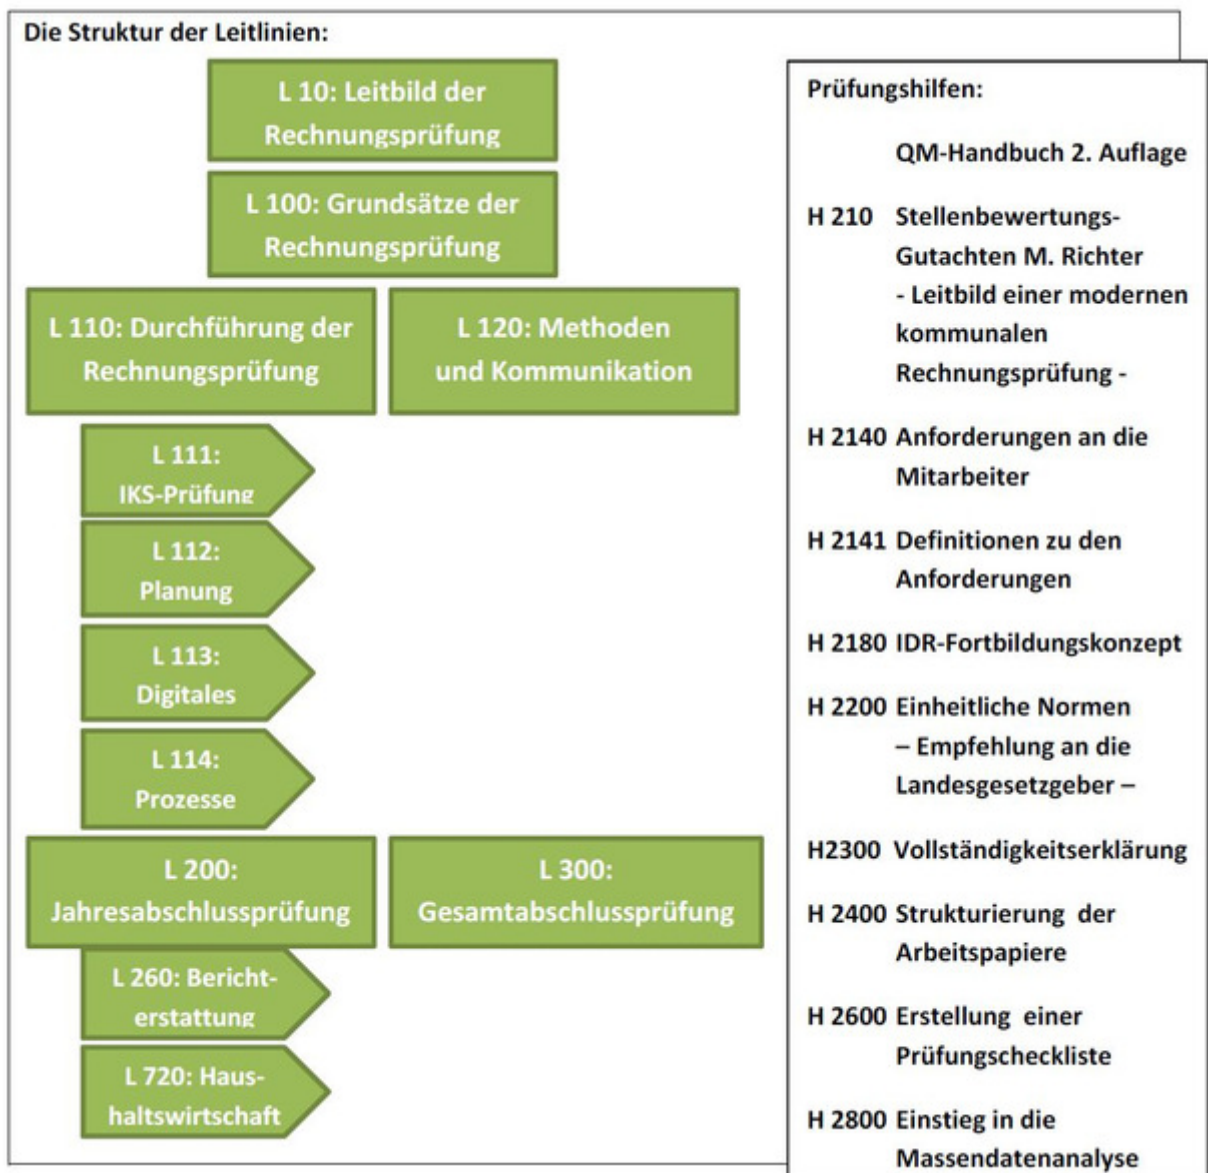 Die Struktur der Leitlinien:
L 10: Leitbild der
Rechnungsprüfung
L 100: Grundsätze der
Rechnungsprüfung
L 110: Durchführung der
Rechnungsprüfung
L 120: Methoden
und Kommunikation
L 111:
IKS-Prüfung
L 112:
Planung
L 113:
Digitales
L 114:
Prozesse
L 200:
Jahresabschlussprüfung
L 300:
Gesamtabschlussprüfung
L 260: Bericht-
erstattung
L 720: Haus-
haltswirtschaft
Prüfungshilfen:
QM-Handbuch 2. Auflage
H 210 Stellenbewertungs-
Gutachten M. Richter
- Leitbild einer modernen
kommunalen
Rechnungsprüfung -
H 2140 Anforderungen an die
Mitarbeiter
H 2141 Definitionen zu den
Anforderungen
H 2180 IDR-Fortbildungskonzept
H 2200 Einheitliche Normen
– Empfehlung an die
Landesgesetzgeber –
H2300 Vollständigkeitserklärung
H 2400 Strukturierung der
Arbeitspapiere
H 2600 Erstellung einer
Prüfungscheckliste
H 2800 Einstieg in die
Massendatenanalyse